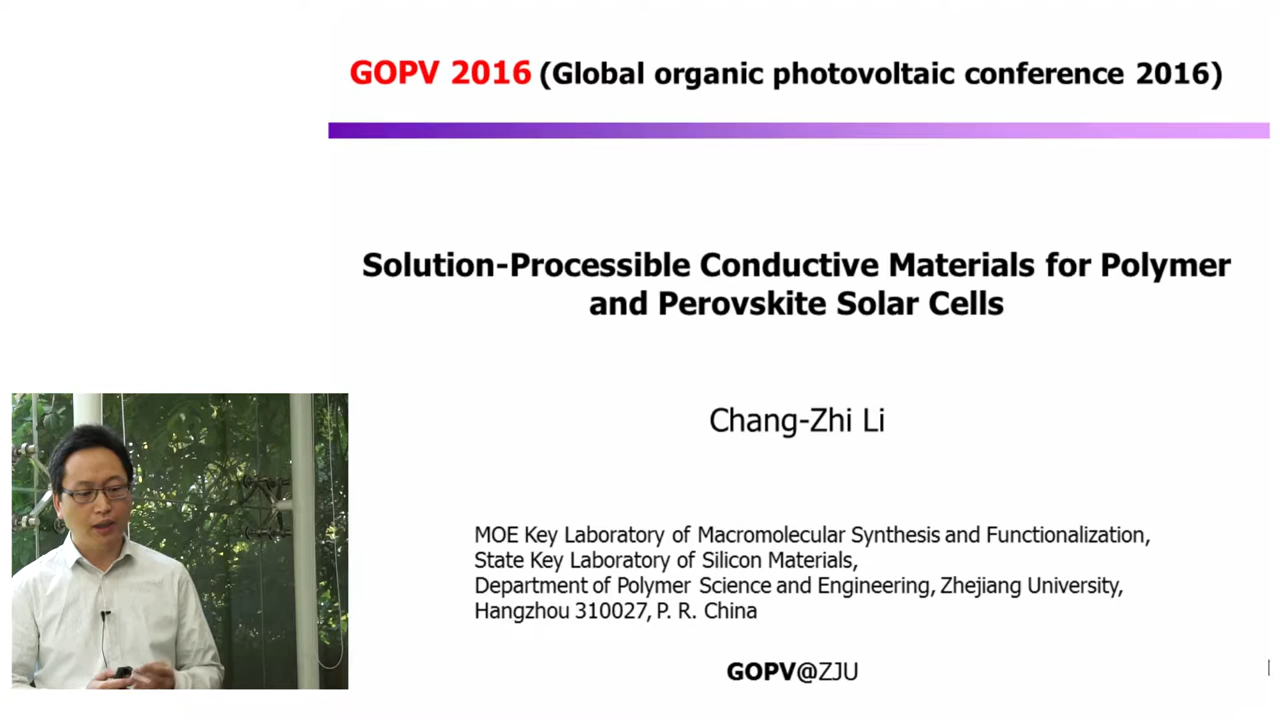 GOPV 2016 (Global organic photovoltaic conference 2016)
Solution-Processible Conductive Materials for Polymer
and Perovskite Solar Cells
Chang-Zhi Li
MOE Key Laboratory of Macromolecular Synthesis and Functionalization,
State Key Laboratory of Silicon Materials,
Department of Polymer Science and Engineering, Zhejiang University,
Hangzhou 310027, P. R. China
GOPV@ZJU